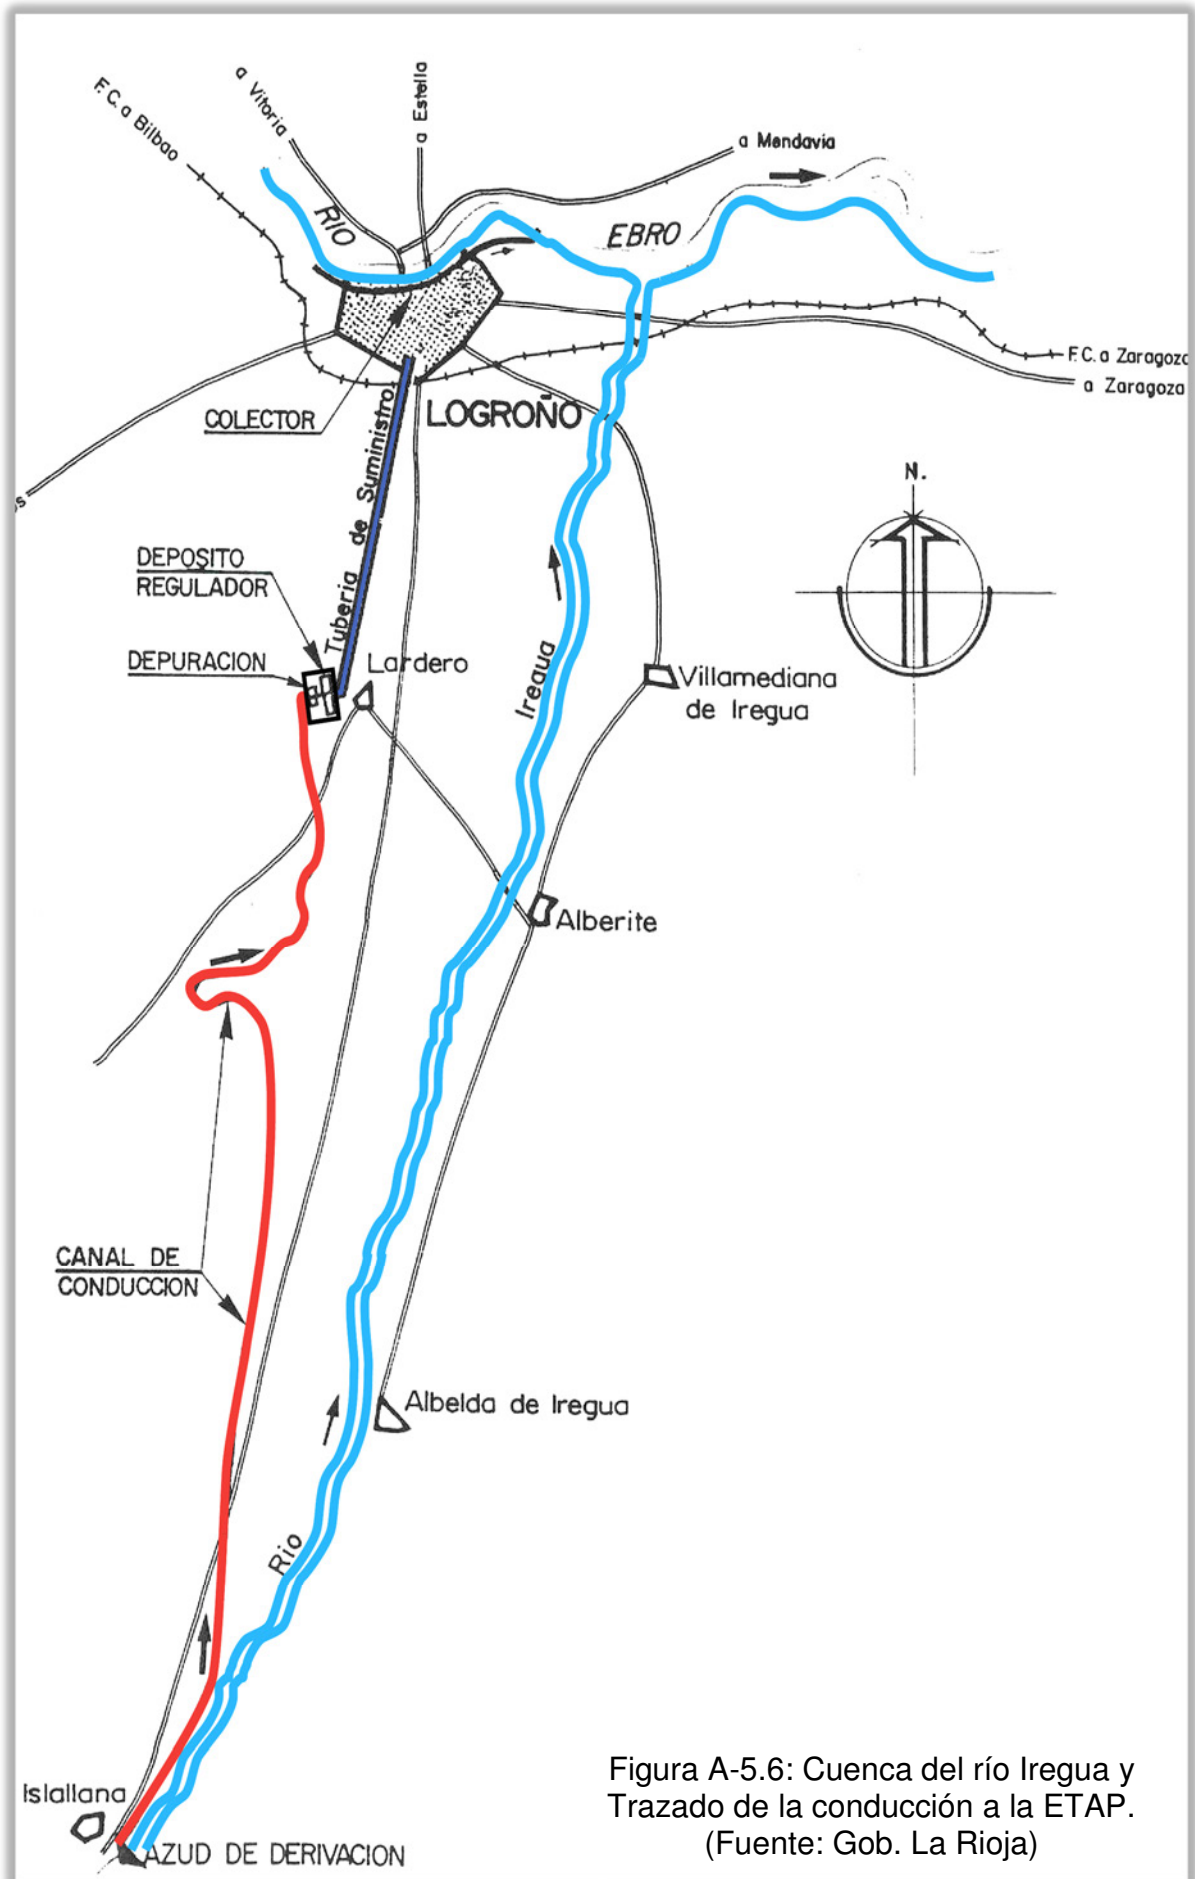 a Vitoria
a Estella
F.C. a Bilbao
a Mendavia
RIO
EBRO
F.C. a Zaragoza
a Zaragoza
COLECTOR
LOGROÑO
Tuberia de Suministro
N.
DEPOSITO
REGULADOR
DEPURACION
Lardero
Iregua
Villamediana
de Iregua
Alberite
CANAL DE
CONDUCCION
Albelda de Iregua
Rio
Islallana
AZUD DE DERIVACION
Figura A-5.6: Cuenca del río Iregua y
Trazado de la conducción a la ETAP.
(Fuente: Gob. La Rioja)